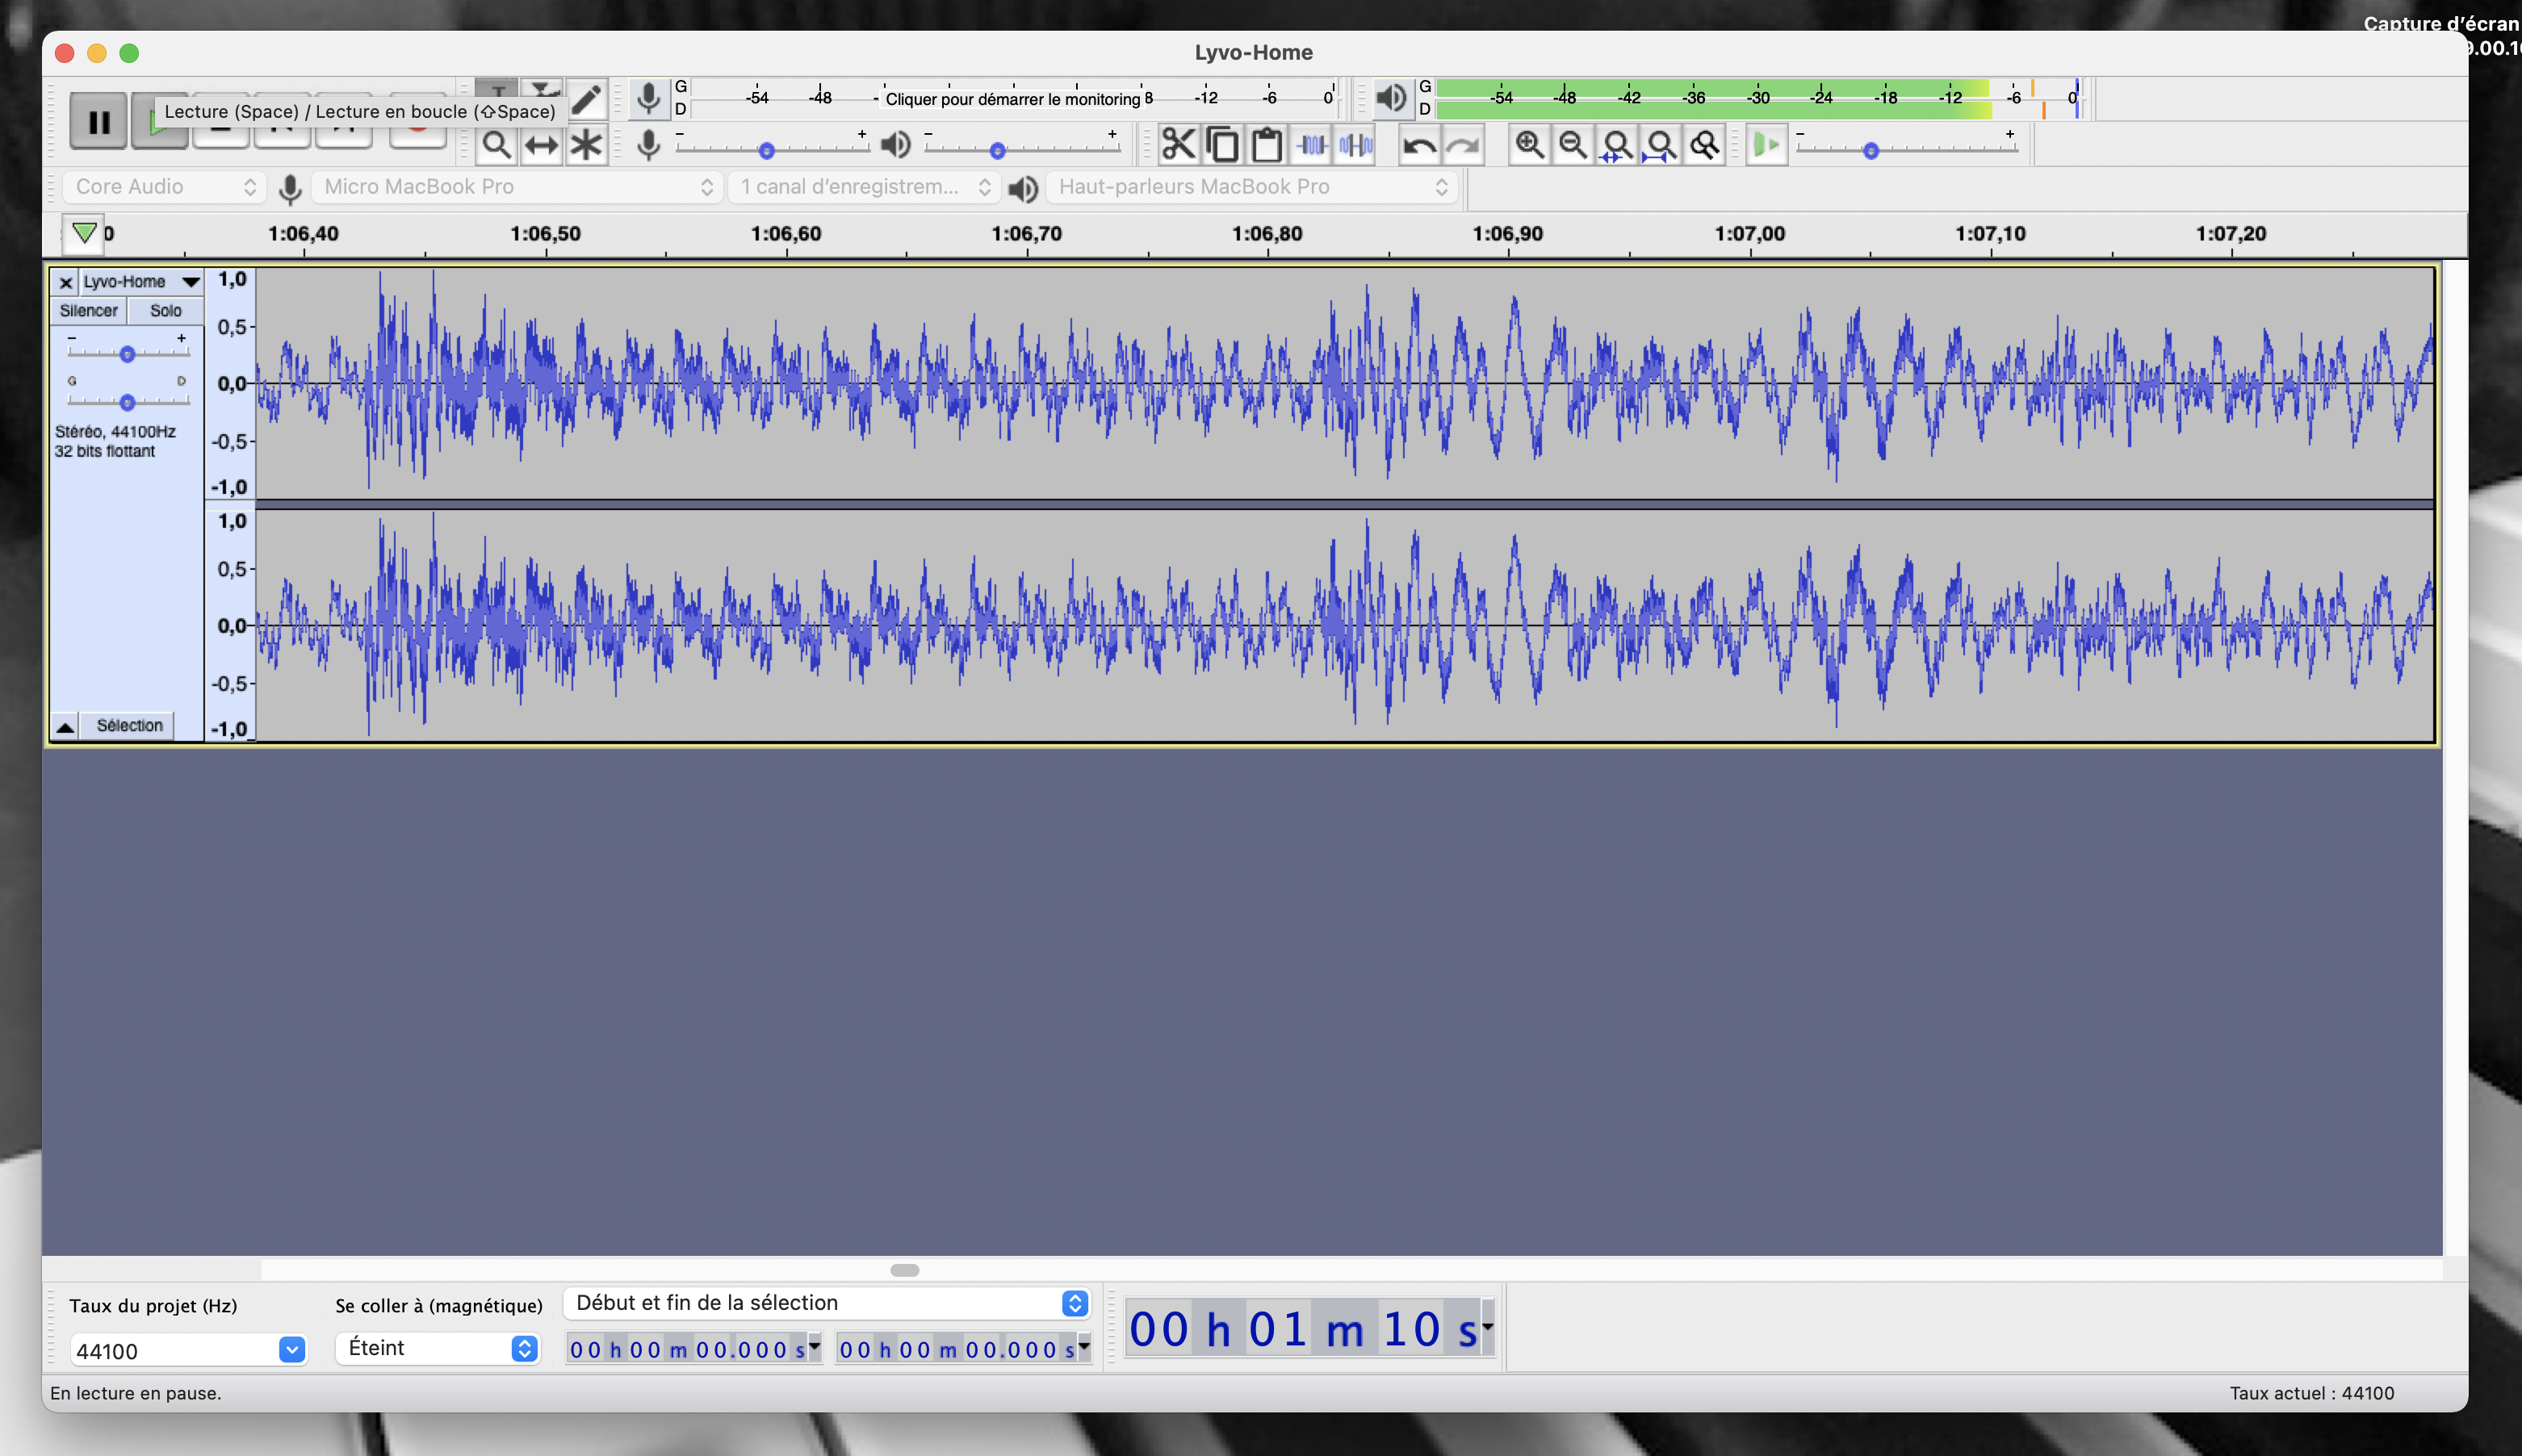 Capture d’écran
Lyvo-Home
9.00.10
Lecture (Space) / Lecture en boucle (⇧Space)
G
D
-54 -48 - Cliquer pour démarrer le monitoring 8 -12 -6 0
G
D
-54 -48 -42 -36 -30 -24 -18 -12 -6 0
- + - + - +
Core Audio
Micro MacBook Pro
1 canal d’enregistrem...
Haut-parleurs MacBook Pro
0 1:06,40 1:06,50 1:06,60 1:06,70 1:06,80 1:06,90 1:07,00 1:07,10 1:07,20
Lyvo-Home
Silencer Solo
- +
G D
Stéréo, 44100Hz
32 bits flottant
Sélection
1,0
0,5
0,0
-0,5
-1,0
1,0
0,5
0,0
-0,5
-1,0
Taux du projet (Hz)
44100
Se coller à (magnétique)
Éteint
Début et fin de la sélection
00 h 00 m 00.000 s 00 h 00 m 00.000 s
00 h 01 m 10 s
En lecture en pause.
Taux actuel : 44100